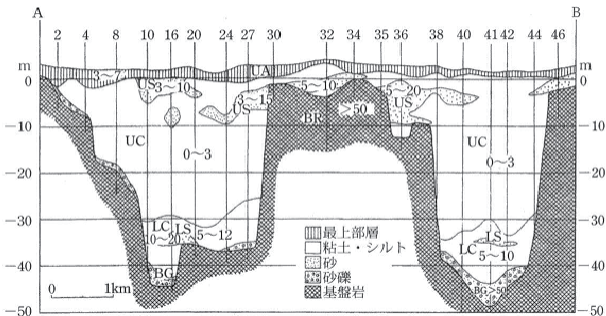 A B
2 4 8 10 16 20 24 27 30 32 34 36 38 40 41 42 44 46
m m
0 0
3～7 US 3～10 3～15 US UA 5～10 5～20 US
-10 BR >50 -10
UC 0～3 UC 0～3
-20 -20
-30 -30
LC LS 10～20 5～12 LS LC 5～10
-40 -40
BG BG>50
-50 -50
0 1km
最上部層
粘土・シルト
砂
砂礫
基盤岩